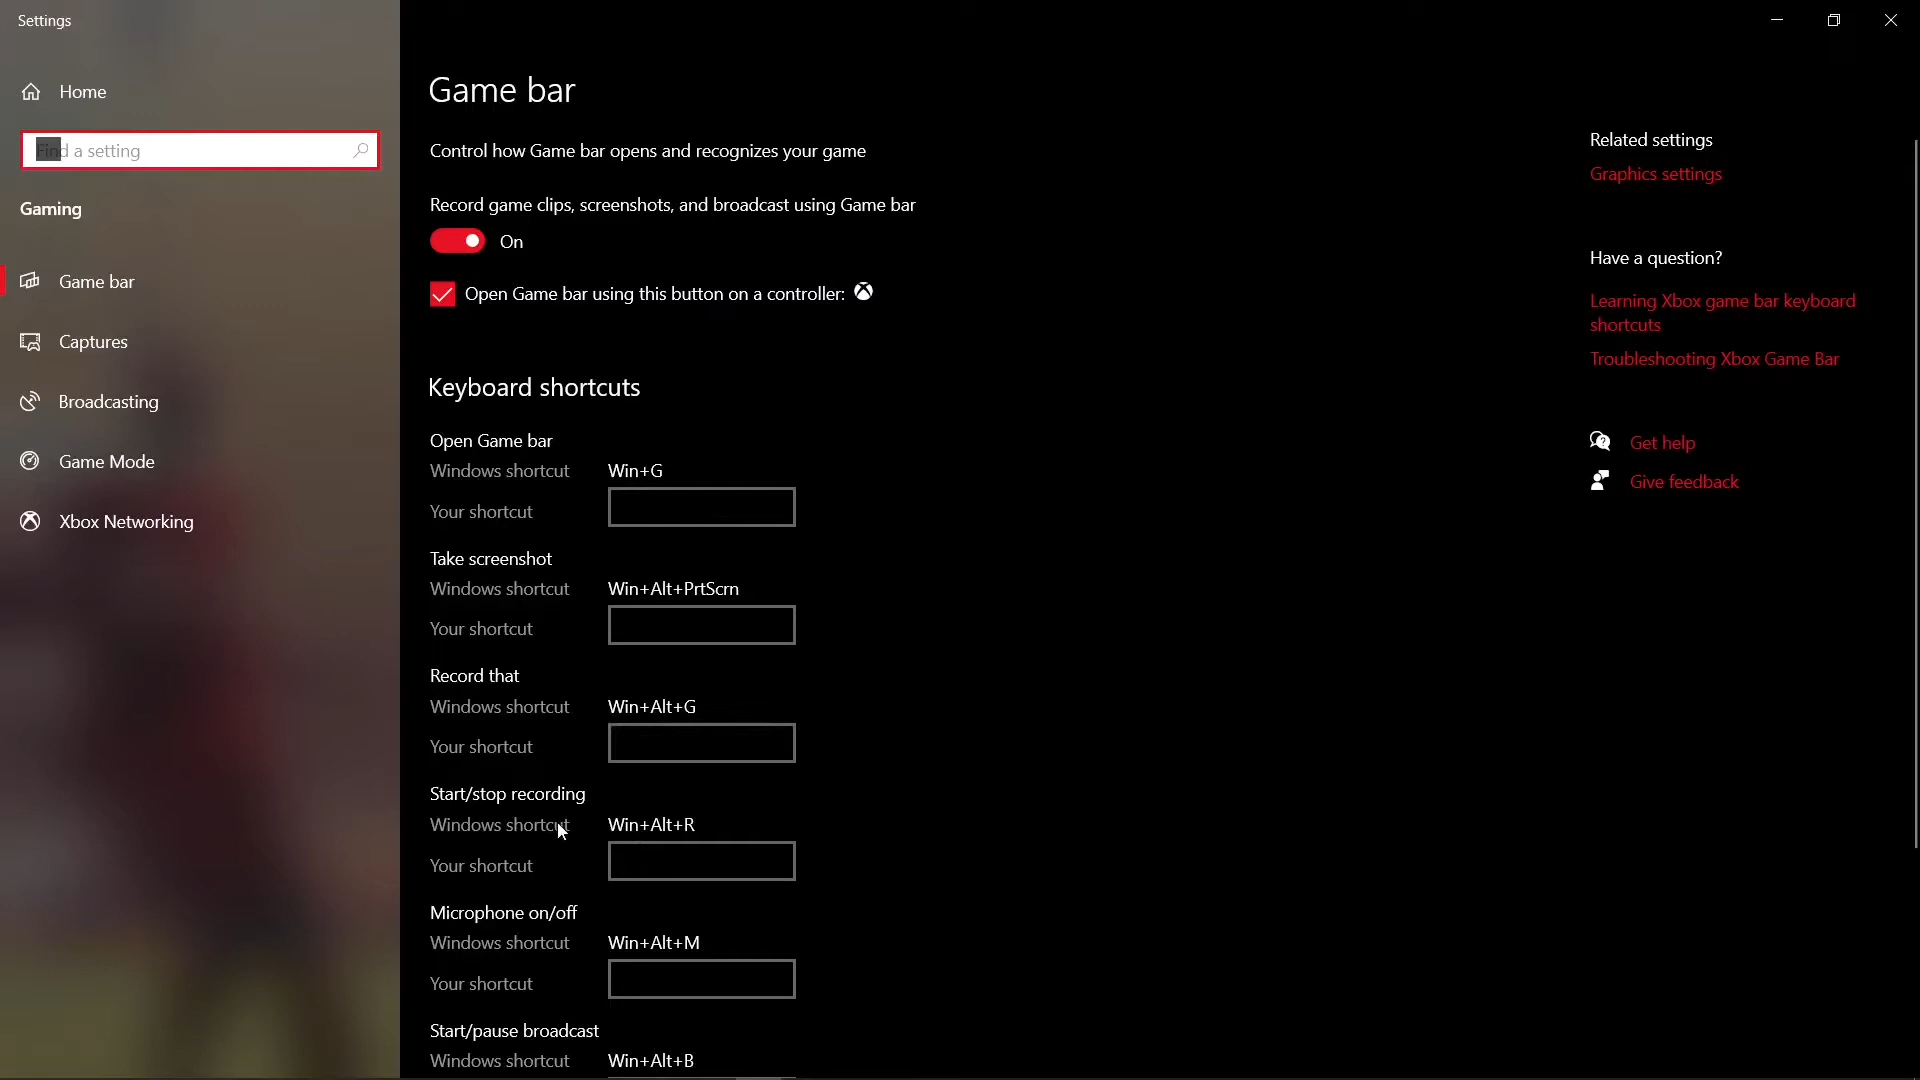 Settings
Home
Find a setting
Gaming
Game bar
Captures
Broadcasting
Game Mode
Xbox Networking
Game bar
Control how Game bar opens and recognizes your game
Record game clips, screenshots, and broadcast using Game bar
On
Open Game bar using this button on a controller:
Keyboard shortcuts
Open Game bar
Windows shortcut Win+G
Your shortcut
Take screenshot
Windows shortcut Win+Alt+PrtScrn
Your shortcut
Record that
Windows shortcut Win+Alt+G
Your shortcut
Start/stop recording
Windows shortcut Win+Alt+R
Your shortcut
Microphone on/off
Windows shortcut Win+Alt+M
Your shortcut
Start/pause broadcast
Windows shortcut Win+Alt+B
Related settings
Graphics settings
Have a question?
Learning Xbox game bar keyboard
shortcuts
Troubleshooting Xbox Game Bar
Get help
Give feedback